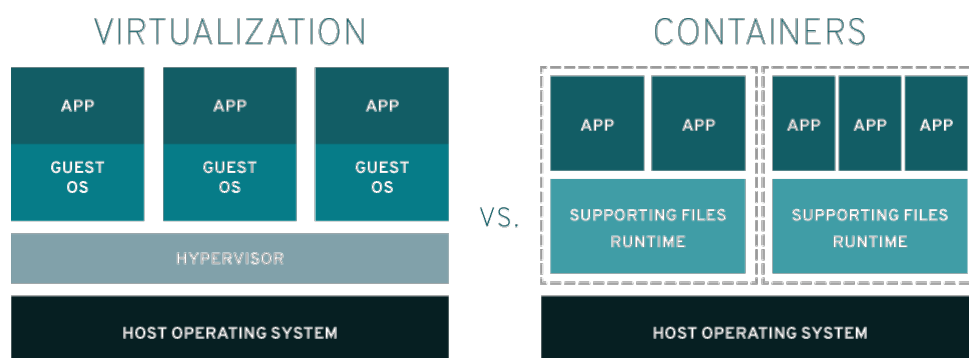 VIRTUALIZATION
APP
APP
APP
GUEST
OS
GUEST
OS
GUEST
OS
HYPERVISOR
HOST OPERATING SYSTEM
VS.
CONTAINERS
APP
APP
SUPPORTING FILES
RUNTIME
APP
APP
APP
SUPPORTING FILES
RUNTIME
HOST OPERATING SYSTEM